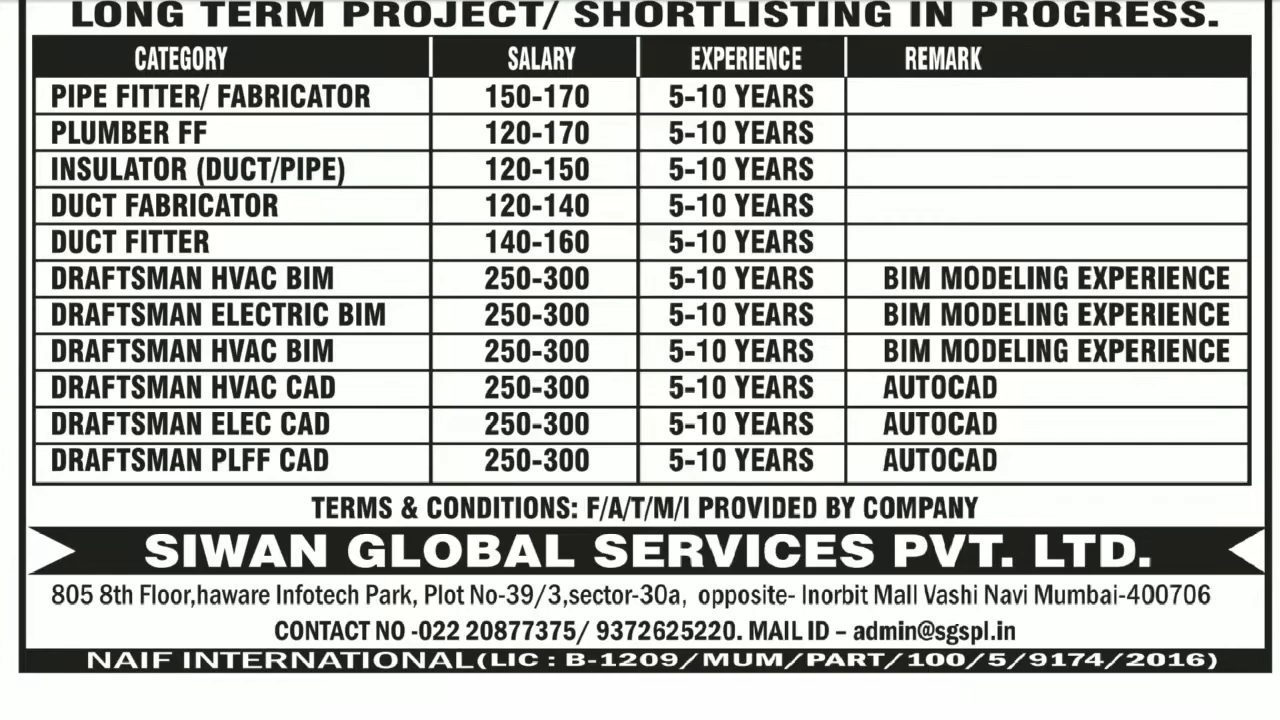 LONG TERM PROJECT/ SHORTLISTING IN PROGRESS.
CATEGORY SALARY EXPERIENCE REMARK
PIPE FITTER/ FABRICATOR 150-170 5-10 YEARS
PLUMBER FF 120-170 5-10 YEARS
INSULATOR (DUCT/PIPE) 120-150 5-10 YEARS
DUCT FABRICATOR 120-140 5-10 YEARS
DUCT FITTER 140-160 5-10 YEARS
DRAFTSMAN HVAC BIM 250-300 5-10 YEARS BIM MODELING EXPERIENCE
DRAFTSMAN ELECTRIC BIM 250-300 5-10 YEARS BIM MODELING EXPERIENCE
DRAFTSMAN HVAC BIM 250-300 5-10 YEARS BIM MODELING EXPERIENCE
DRAFTSMAN HVAC CAD 250-300 5-10 YEARS AUTOCAD
DRAFTSMAN ELEC CAD 250-300 5-10 YEARS AUTOCAD
DRAFTSMAN PLFF CAD 250-300 5-10 YEARS AUTOCAD
TERMS & CONDITIONS: F/A/T/M/I PROVIDED BY COMPANY
SIWAN GLOBAL SERVICES PVT. LTD.
805 8th Floor,haware Infotech Park, Plot No-39/3,sector-30a, opposite- Inorbit Mall Vashi Navi Mumbai-400706
CONTACT NO -022 20877375/ 9372625220. MAIL ID – admin@sgspl.in
NAIF INTERNATIONAL(LIC : B-1209/MUM/PART/100/5/9174/2016)